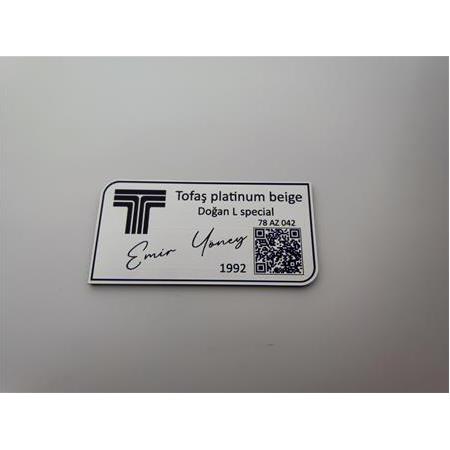 Tofaş platinum beige
Doğan L special
78 AZ 042
Emir Yoney
1992